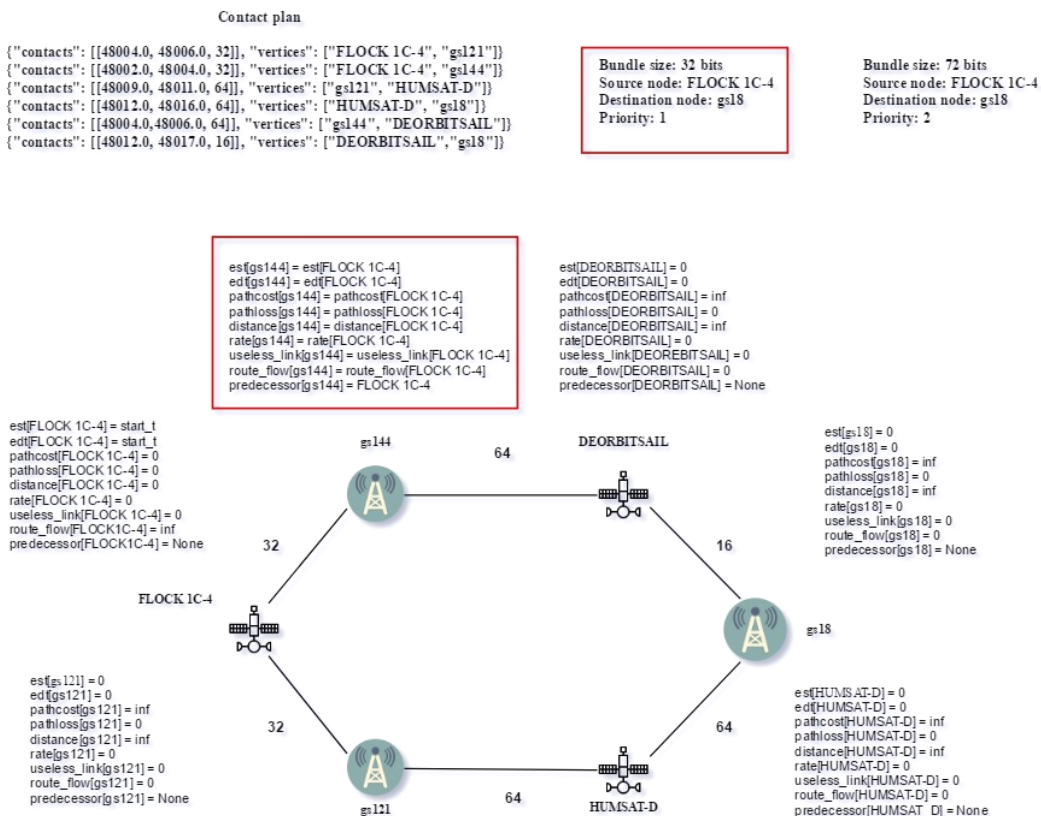 Contact plan
{"contacts": [[48004.0, 48006.0, 32]], "vertices": ["FLOCK 1C-4", "gs121"]}
{"contacts": [[48002.0, 48004.0, 32]], "vertices": ["FLOCK 1C-4", "gs144"]}
{"contacts": [[48009.0, 48011.0, 64]], "vertices": ["gs121", "HUMSAT-D"]}
{"contacts": [[48012.0, 48016.0, 64]], "vertices": ["HUMSAT-D", "gs18"]}
{"contacts": [[48004.0,48006.0, 64]], "vertices": ["gs144", "DEORBITSAIL"]}
{"contacts": [[48012.0, 48017.0, 16]], "vertices": ["DEORBITSAIL","gs18"]}
Bundle size: 32 bits
Source node: FLOCK 1C-4
Destination node: gs18
Priority: 1
Bundle size: 72 bits
Source node: FLOCK 1C-4
Destination node: gs18
Priority: 2
est[gs144] = est[FLOCK 1C-4]
edt[gs144] = edt[FLOCK 1C-4]
pathcost[gs144] = pathcost[FLOCK 1C-4]
pathloss[gs144] = pathloss[FLOCK 1C-4]
distance[gs144] = distance[FLOCK 1C-4]
rate[gs144] = rate[FLOCK 1C-4]
useless_link[gs144] = useless_link[FLOCK 1C-4]
route_flow[gs144] = route_flow[FLOCK 1C-4]
predecessor[gs144] = FLOCK 1C-4
est[DEORBITSAIL] = 0
edt[DEORBITSAIL] = 0
pathcost[DEORBITSAIL] = inf
pathloss[DEORBITSAIL] = 0
distance[DEORBITSAIL] = inf
rate[DEORBITSAIL] = 0
useless_link[DEOREBITSAIL] = 0
route_flow[DEORBITSAIL] = 0
predecessor[DEORBITSAIL] = None
est[FLOCK 1C-4] = start_t
edt[FLOCK 1C-4] = start_t
pathcost[FLOCK 1C-4] = 0
pathloss[FLOCK 1C-4] = 0
distance[FLOCK 1C-4] = 0
rate[FLOCK 1C-4] = 0
useless_link[FLOCK 1C-4] = 0
route_flow[FLOCK1C-4] = inf
predecessor[FLOCK1C-4] = None
gs144
64
DEORBITSAIL
est[gs18] = 0
edt[gs18] = 0
pathcost[gs18] = inf
pathloss[gs18] = 0
distance[gs18] = inf
rate[gs18] = 0
useless_link[gs18] = 0
route_flow[gs18] = 0
predecessor[gs18] = None
32
16
FLOCK 1C-4
gs18
est[gs121] = 0
edt[gs121] = 0
pathcost[gs121] = inf
pathloss[gs121] = 0
distance[gs121] = inf
rate[gs121] = 0
useless_link[gs121] = 0
route_flow[gs121] = 0
predecessor[gs121] = None
32
64
est[HUMSAT-D] = 0
edt[HUMSAT-D] = 0
pathcost[HUMSAT-D] = inf
pathloss[HUMSAT-D] = 0
distance[HUMSAT-D] = inf
rate[HUMSAT-D] = 0
useless_link[HUMSAT-D] = 0
route_flow[HUMSAT-D] = 0
predecessor[HUMSAT_D] = None
gs121
64
HUMSAT-D